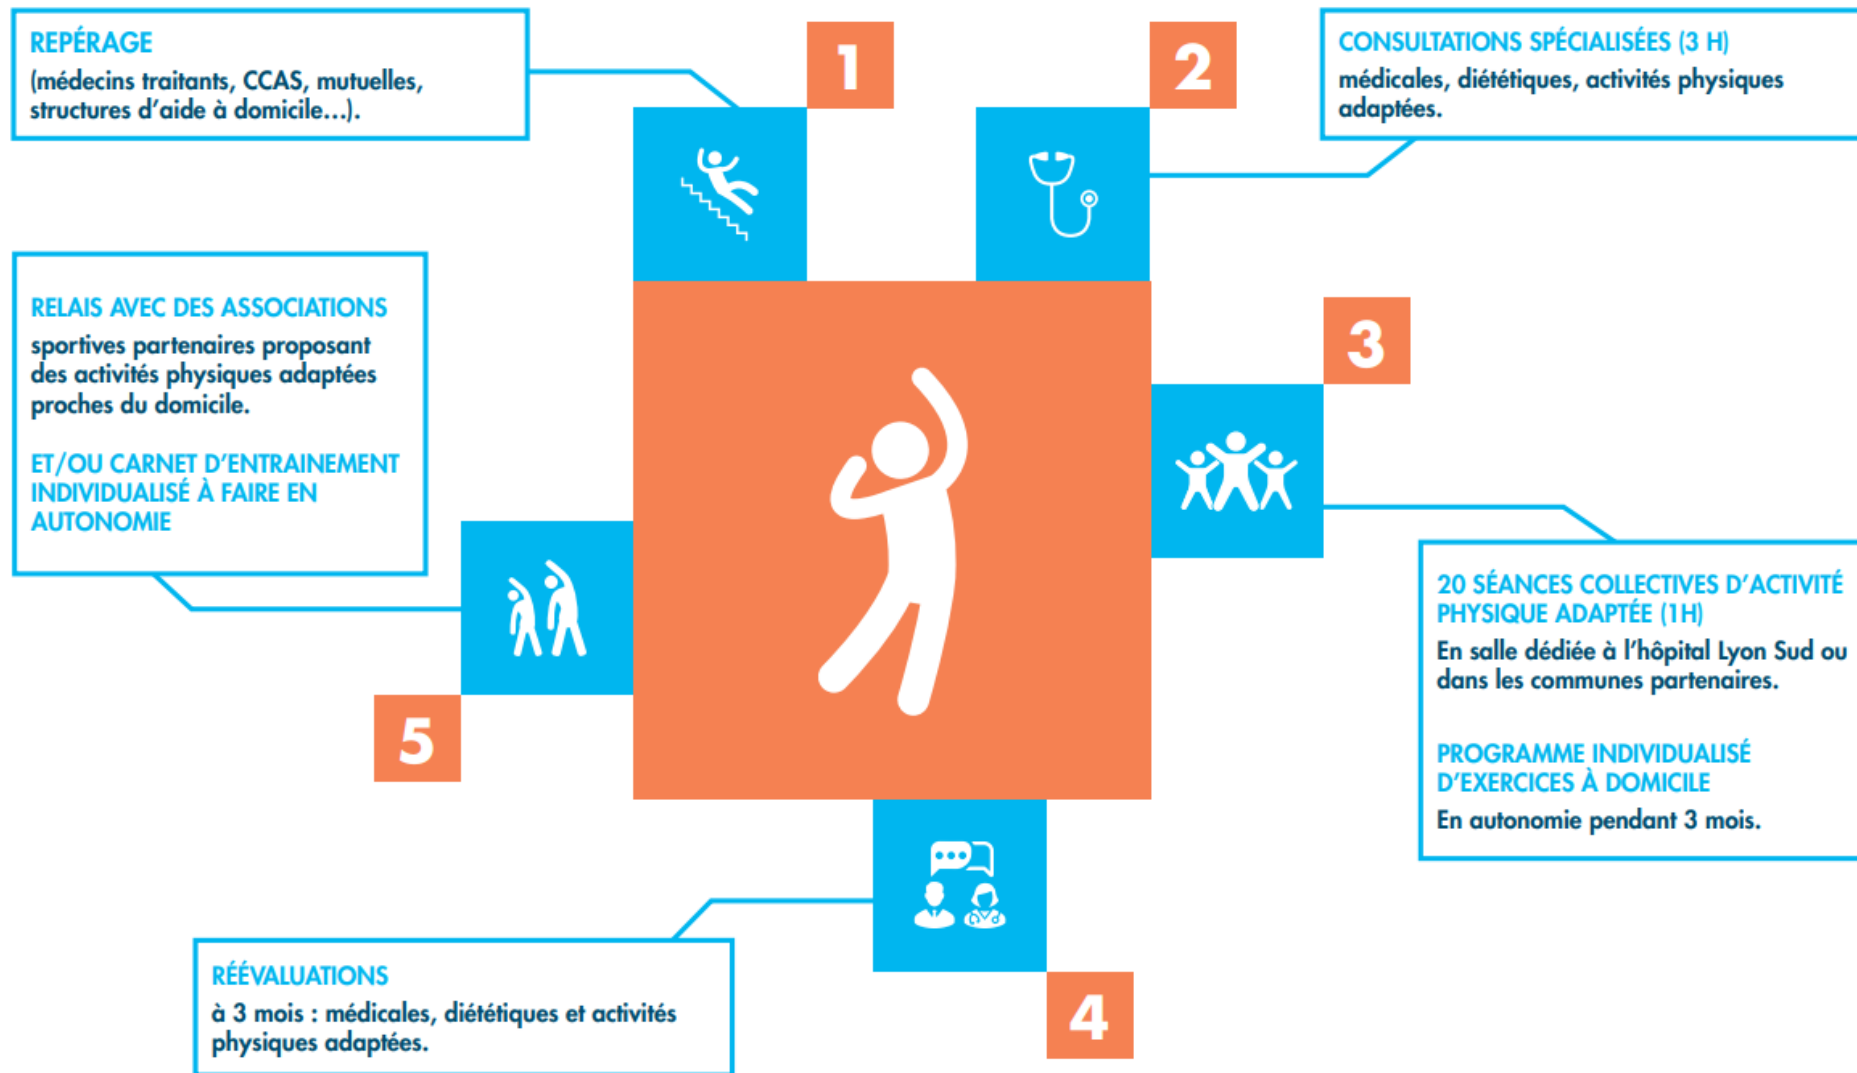 1
REPÉRAGE
(médecins traitants, CCAS, mutuelles,
structures d'aide à domicile...).
2
CONSULTATIONS SPÉCIALISÉES (3 H)
médicales, diététiques, activités physiques
adaptées.
3
20 SÉANCES COLLECTIVES D'ACTIVITÉ
PHYSIQUE ADAPTÉE (1H)
En salle dédiée à l'hôpital Lyon Sud ou
dans les communes partenaires.
PROGRAMME INDIVIDUALISÉ
D'EXERCICES À DOMICILE
En autonomie pendant 3 mois.
4
RÉÉVALUATIONS
à 3 mois : médicales, diététiques et activités
physiques adaptées.
5
RELAIS AVEC DES ASSOCIATIONS
sportives partenaires proposant
des activités physiques adaptées
proches du domicile.
ET/OU CARNET D'ENTRAINEMENT
INDIVIDUALISÉ À FAIRE EN
AUTONOMIE